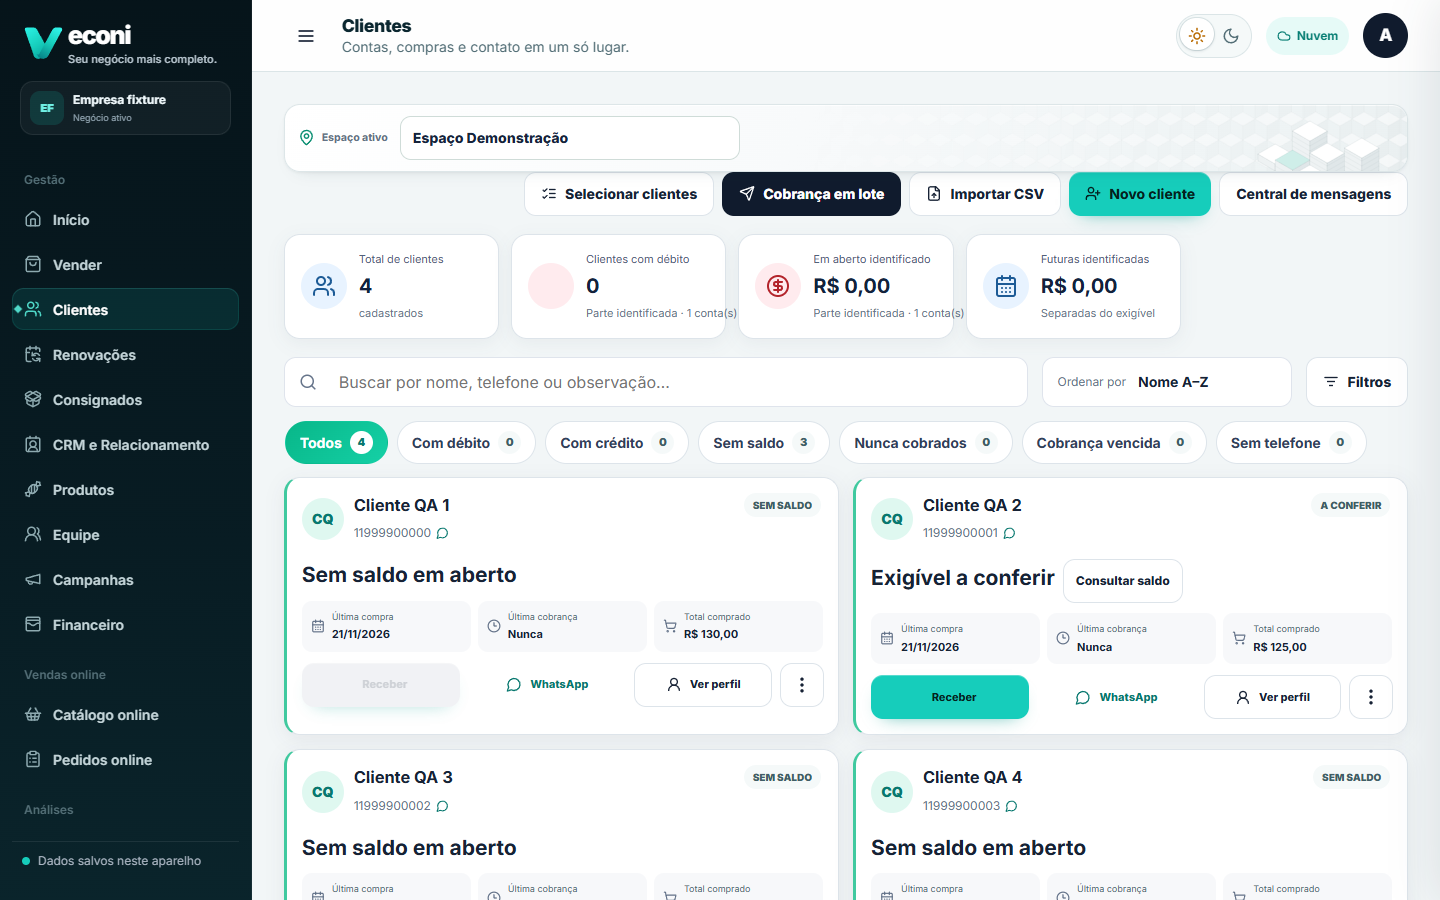 Veconi
Seu negócio mais completo.
EF
Empresa fixture
Negócio ativo
Gestão
Início
Vender
Clientes
Renovações
Consignados
CRM e Relacionamento
Produtos
Equipe
Campanhas
Financeiro
Vendas online
Catálogo online
Pedidos online
Análises
Dados salvos neste aparelho
Clientes
Contas, compras e contato em um só lugar.
Nuvem
A
Espaço ativo
Espaço Demonstração
Selecionar clientes
Cobrança em lote
Importar CSV
Novo cliente
Central de mensagens
Total de clientes
4
cadastrados
Clientes com débito
0
Parte identificada · 1 conta(s)
Em aberto identificado
R$ 0,00
Parte identificada · 1 conta(s)
Futuras identificadas
R$ 0,00
Separadas do exigível
Buscar por nome, telefone ou observação...
Ordenar por Nome A–Z
Filtros
Todos 4
Com débito 0
Com crédito 0
Sem saldo 3
Nunca cobrados 0
Cobrança vencida 0
Sem telefone 0
CQ
Cliente QA 1
11999900000
SEM SALDO
Sem saldo em aberto
Última compra
21/11/2026
Última cobrança
Nunca
Total comprado
R$ 130,00
Receber
WhatsApp
Ver perfil
CQ
Cliente QA 2
11999900001
A CONFERIR
Exigível a conferir
Consultar saldo
Última compra
21/11/2026
Última cobrança
Nunca
Total comprado
R$ 125,00
Receber
WhatsApp
Ver perfil
CQ
Cliente QA 3
11999900002
SEM SALDO
Sem saldo em aberto
Última compra
Última cobrança
Total comprado
CQ
Cliente QA 4
11999900003
SEM SALDO
Sem saldo em aberto
Última compra
Última cobrança
Total comprado